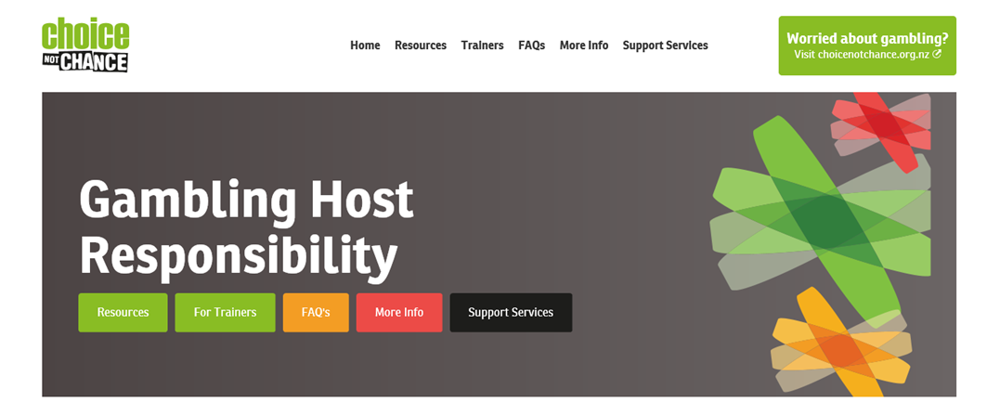 choice
NOT CHANCE
Home Resources Trainers FAQs More Info Support Services
Worried about gambling?
Visit choicenotchance.org.nz
Gambling Host
Responsibility
Resources For Trainers FAQ's More Info Support Services